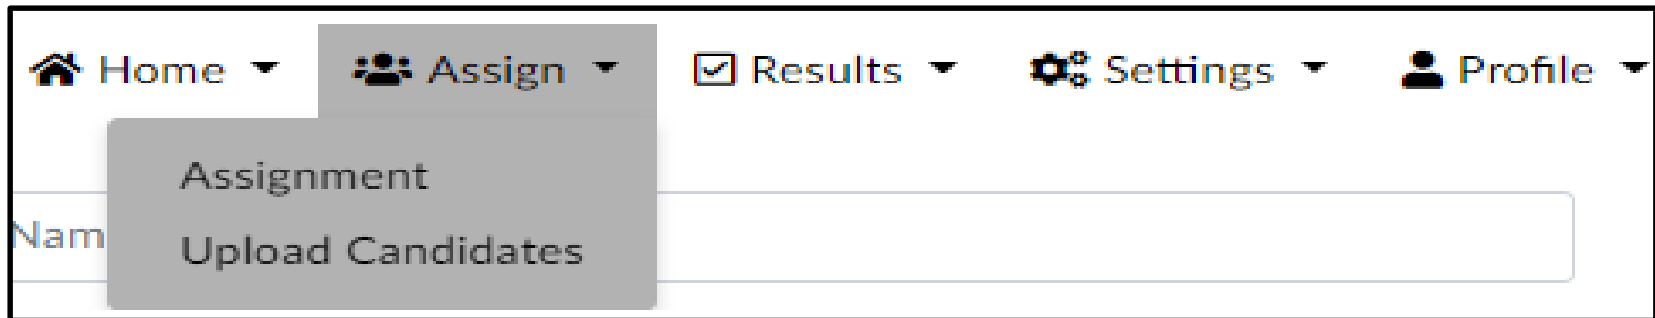 Home Assign Results Settings Profile
Assignment
Nam
Upload Candidates